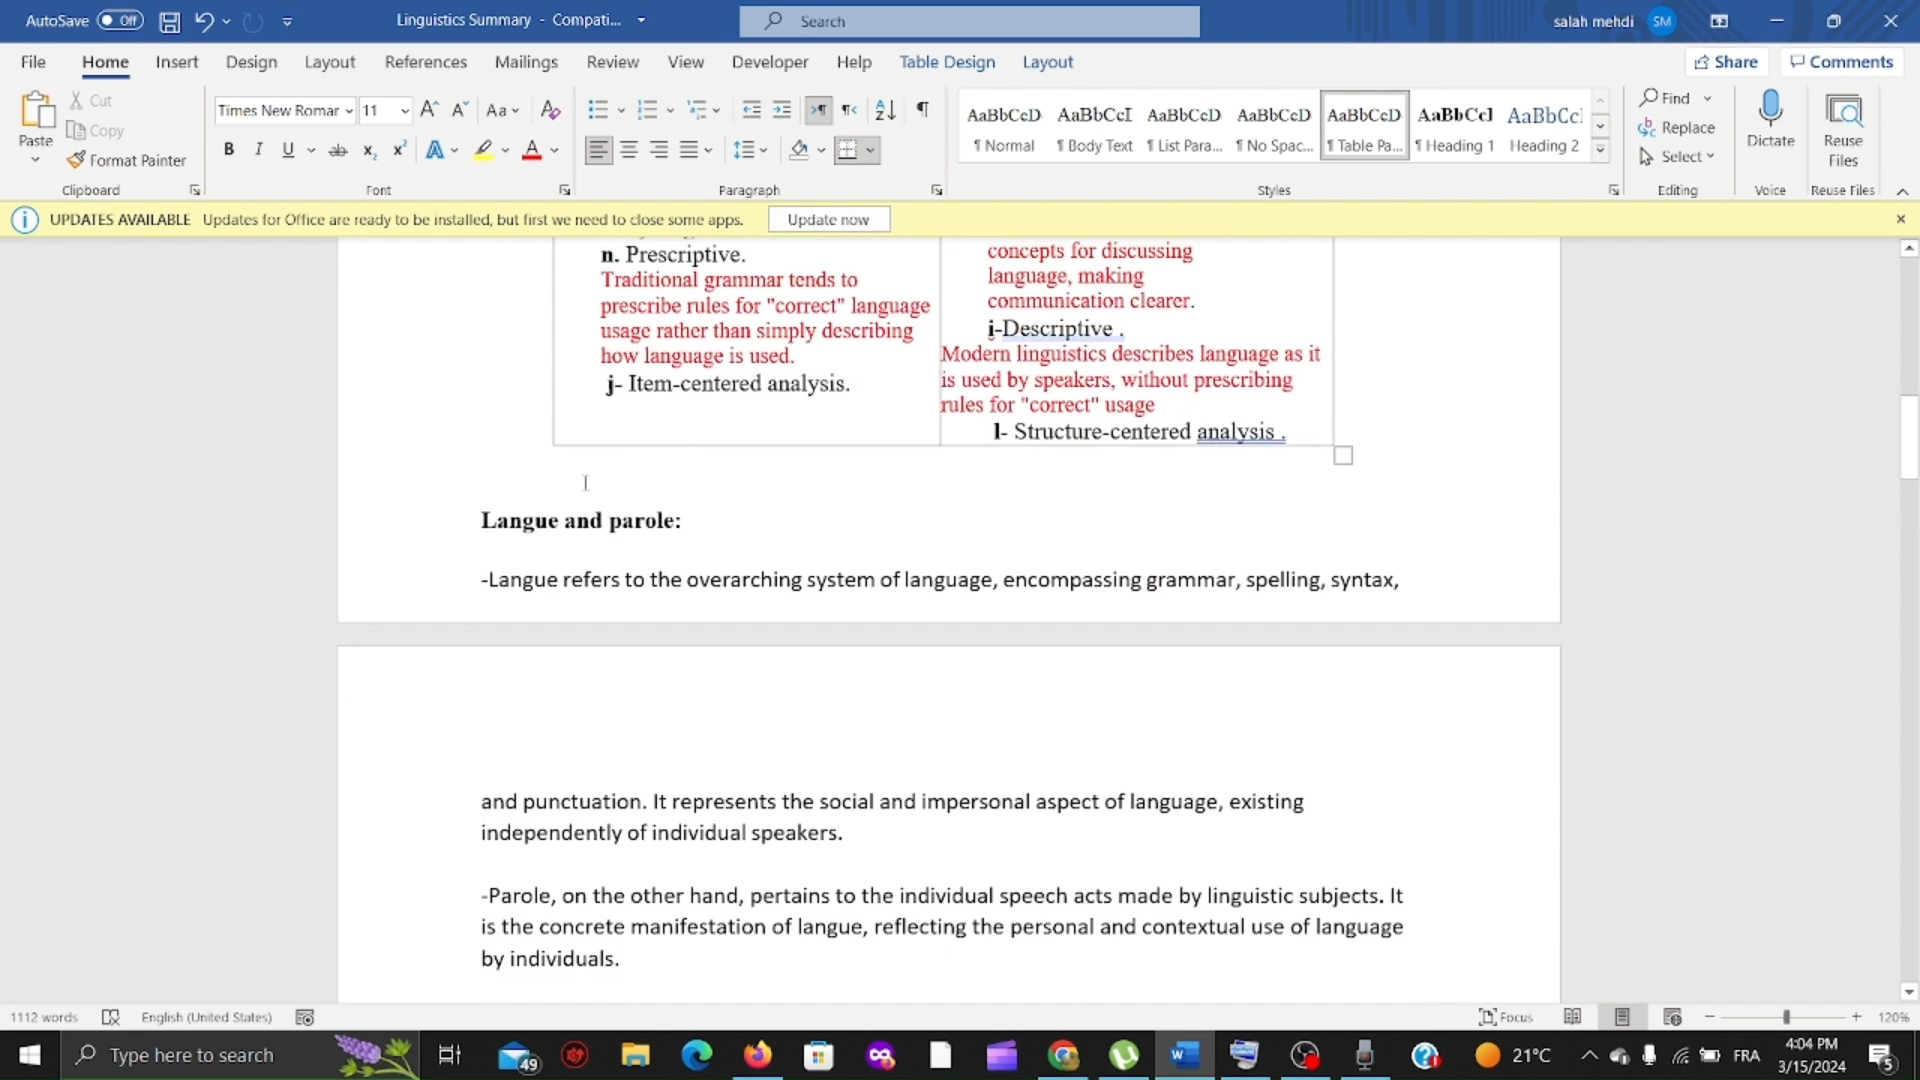 AutoSave Off Linguistics Summary - Compati... Search salah mehdi SM
File Home Insert Design Layout References Mailings Review View Developer Help Table Design Layout Share Comments
Paste Cut Copy Format Painter
Times New Romar 11
B I U ab x₂ x² A A
AaBbCcD AaBbCcI AaBbCcD AaBbCcD AaBbCcD AaBbCcI AaBbCc
¶ Normal ¶ Body Text ¶ List Para... ¶ No Spac... ¶ Table Pa... ¶ Heading 1 Heading 2
Find Replace Select
Dictate Reuse Files
Clipboard Font Paragraph Styles Editing Voice Reuse Files
UPDATES AVAILABLE Updates for Office are ready to be installed, but first we need to close some apps. Update now
n. Prescriptive.
Traditional grammar tends to
prescribe rules for "correct" language
usage rather than simply describing
how language is used.
j- Item-centered analysis.
concepts for discussing
language, making
communication clearer.
i-Descriptive .
Modern linguistics describes language as it
is used by speakers, without prescribing
rules for "correct" usage
l- Structure-centered analysis .
Langue and parole:
-Langue refers to the overarching system of language, encompassing grammar, spelling, syntax,
and punctuation. It represents the social and impersonal aspect of language, existing
independently of individual speakers.
-Parole, on the other hand, pertains to the individual speech acts made by linguistic subjects. It
is the concrete manifestation of langue, reflecting the personal and contextual use of language
by individuals.
1112 words English (United States) Focus 120%
Type here to search 49 21°C FRA 4:04 PM
3/15/2024 5